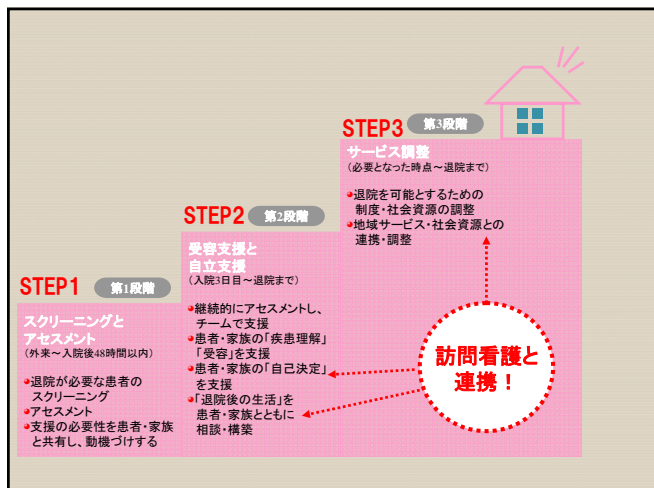 STEP1 第1段階
スクリーニングと
アセスメント
(外来～入院後48時間以内)
退院が必要な患者の
スクリーニング
アセスメント
支援の必要性を患者・家族
と共有し、動機づけする
STEP2 第2段階
受容支援と
自立支援
(入院3日目～退院まで)
継続的にアセスメントし、
チームで支援
患者・家族の「疾患理解」
「受容」を支援
患者・家族の「自己決定」
を支援
「退院後の生活」を
患者・家族とともに
相談・構築
STEP3 第3段階
サービス調整
(必要となった時点～退院まで)
退院を可能とするための
制度・社会資源の調整
地域サービス・社会資源との
連携・調整
訪問看護と
連携！